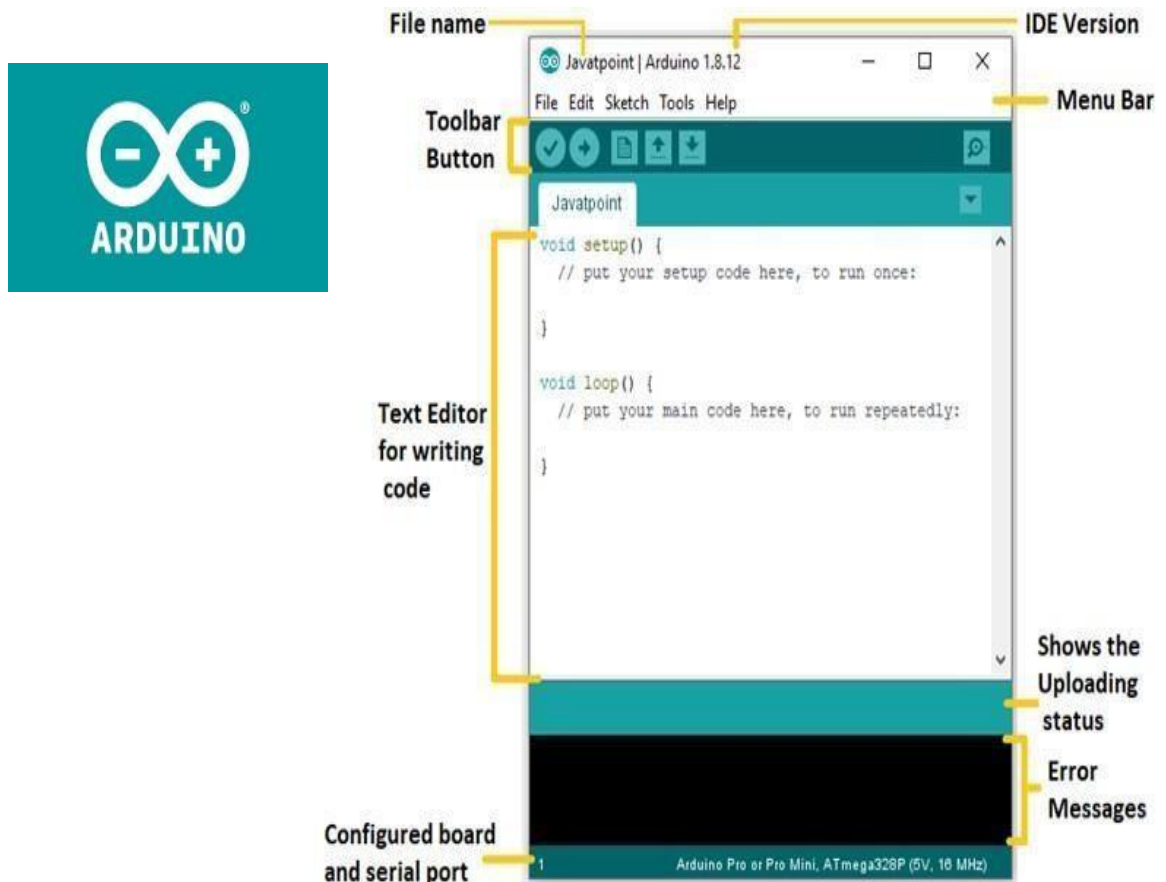 File name
IDE Version
Javatpoint | Arduino 1.8.12
File Edit Sketch Tools Help
Menu Bar
Toolbar
Button
®
ARDUINO
Javatpoint
void setup() {
// put your setup code here, to run once:
}
void loop() {
// put your main code here, to run repeatedly:
}
Text Editor
for writing
code
Shows the
Uploading
status
Error
Messages
Configured board
and serial port
1
Arduino Pro or Pro Mini, ATmega328P (5V, 16 MHz)